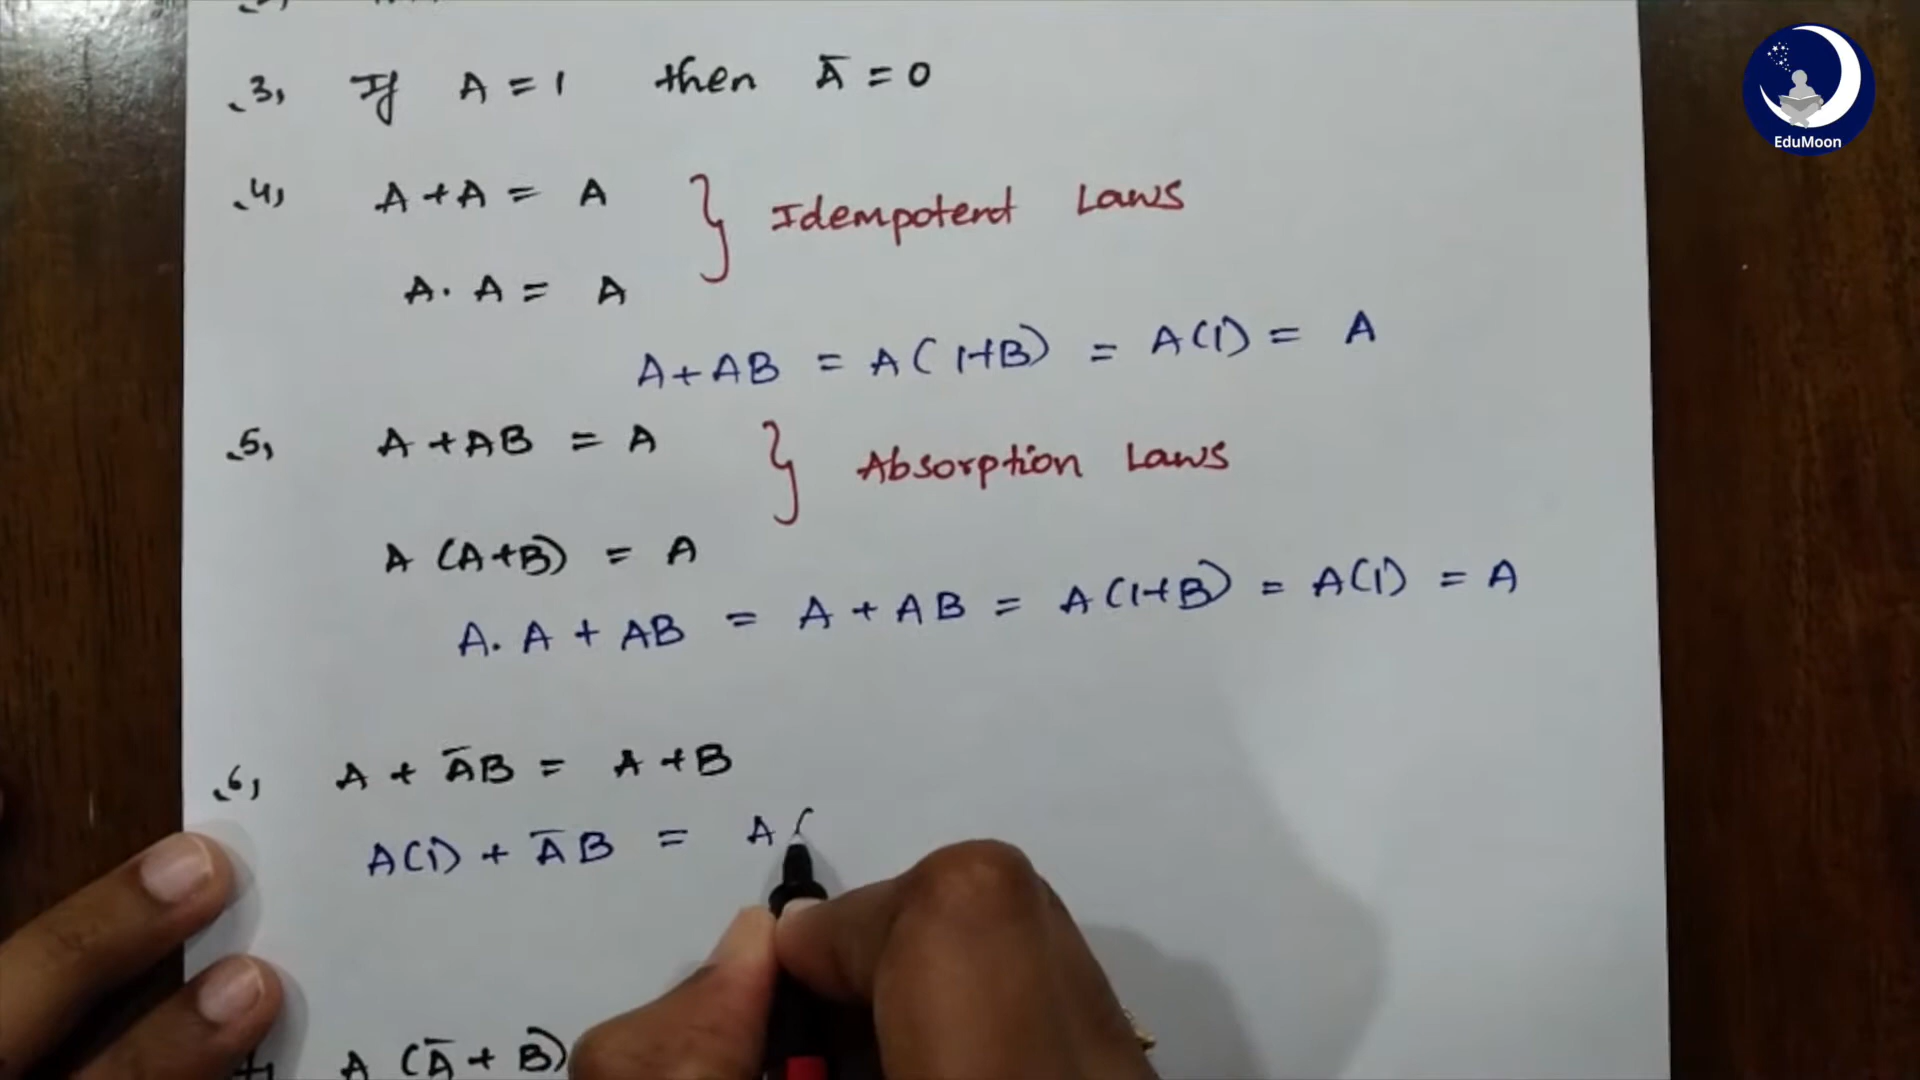 3, If A = 1 then Ā = 0
4, A + A = A } Idempotent Laws
A · A = A
A + AB = A (1+B) = A(1) = A
5, A + AB = A } Absorption Laws
A (A+B) = A
A. A + AB = A + AB = A(1+B) = A(1) = A
6, A + ĀB = A + B
A(1) + ĀB = A (
A (Ā + B)
EduMoon